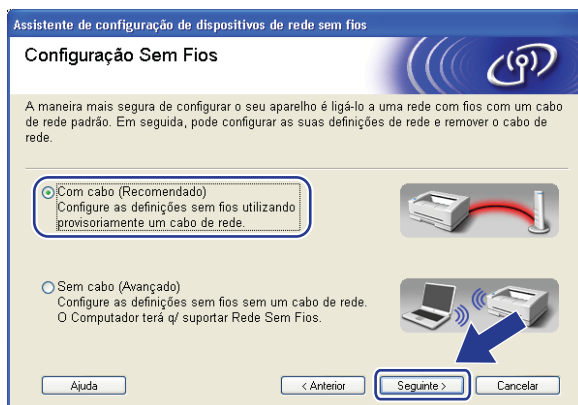 Assistente de configuração de dispositivos de rede sem fios
Configuração Sem Fios
A maneira mais segura de configurar o seu aparelho é ligá-lo a uma rede com fios com um cabo
de rede padrão. Em seguida, pode configurar as suas definições de rede e remover o cabo de
rede.
Com cabo (Recomendado)
Configure as definições sem fios utilizando
provisoriamente um cabo de rede.
Sem cabo (Avançado)
Configure as definições sem fios sem um cabo de rede.
O Computador terá q/ suportar Rede Sem Fios.
Ajuda
< Anterior
Seguinte >
Cancelar